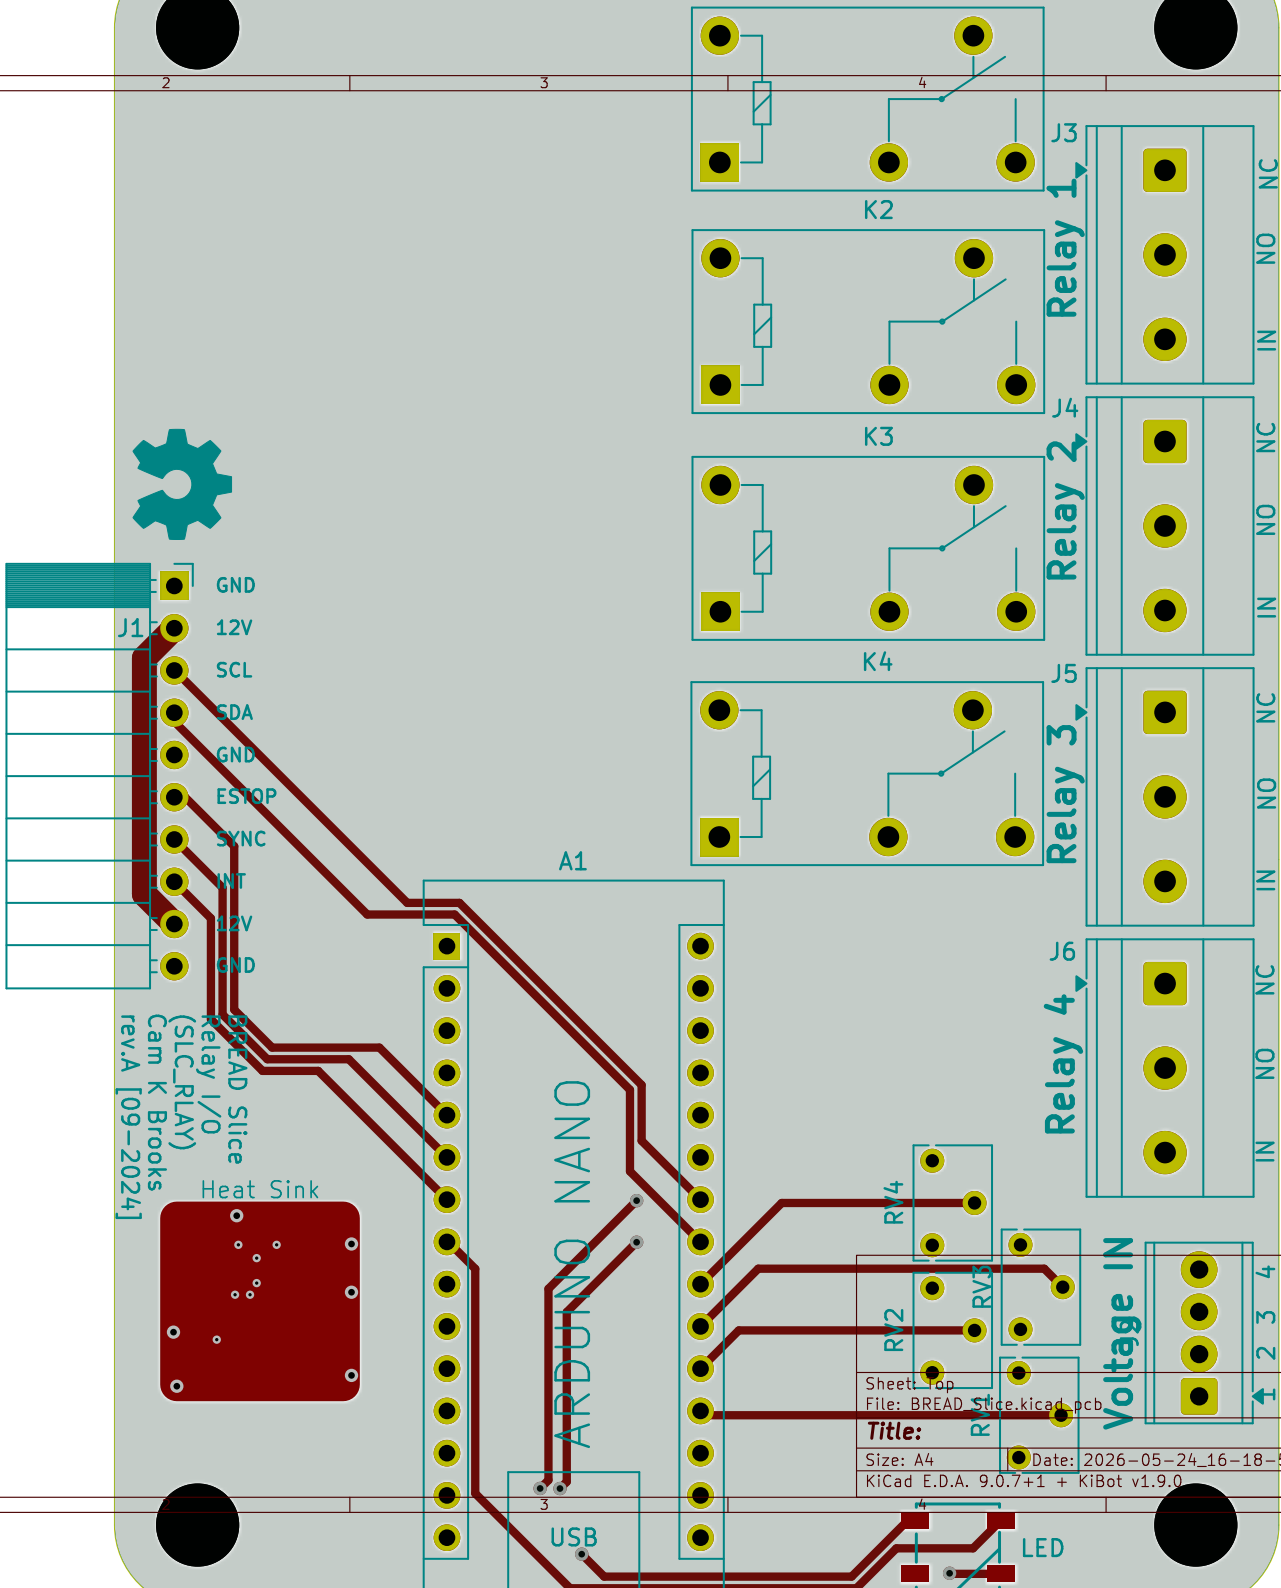 2
3
4
J3
NC
Relay 1
NO
IN
K2
J4
NC
Relay 2
NO
IN
K3
K4
J1
GND
12V
SCL
SDA
GND
ESTOP
SYNC
INT
12V
GND
J5
NC
Relay 3
NO
IN
A1
J6
NC
Relay 4
NO
IN
BREAD Slice
Relay I/O
(SLC_RLAY)
Cam K Brooks
rev.A [09-2024]
Heat Sink
ARDUINO NANO
RV4
RV3
RV2
RV1
Voltage IN
4
3
2
1
Sheet: Top
File: BREAD_Slice.kicad_pcb
Title:
Size: A4
Date: 2026-05-24_16-18-5
KiCad E.D.A. 9.0.7+1 + KiBot v1.9.0
2
3
4
USB
LED